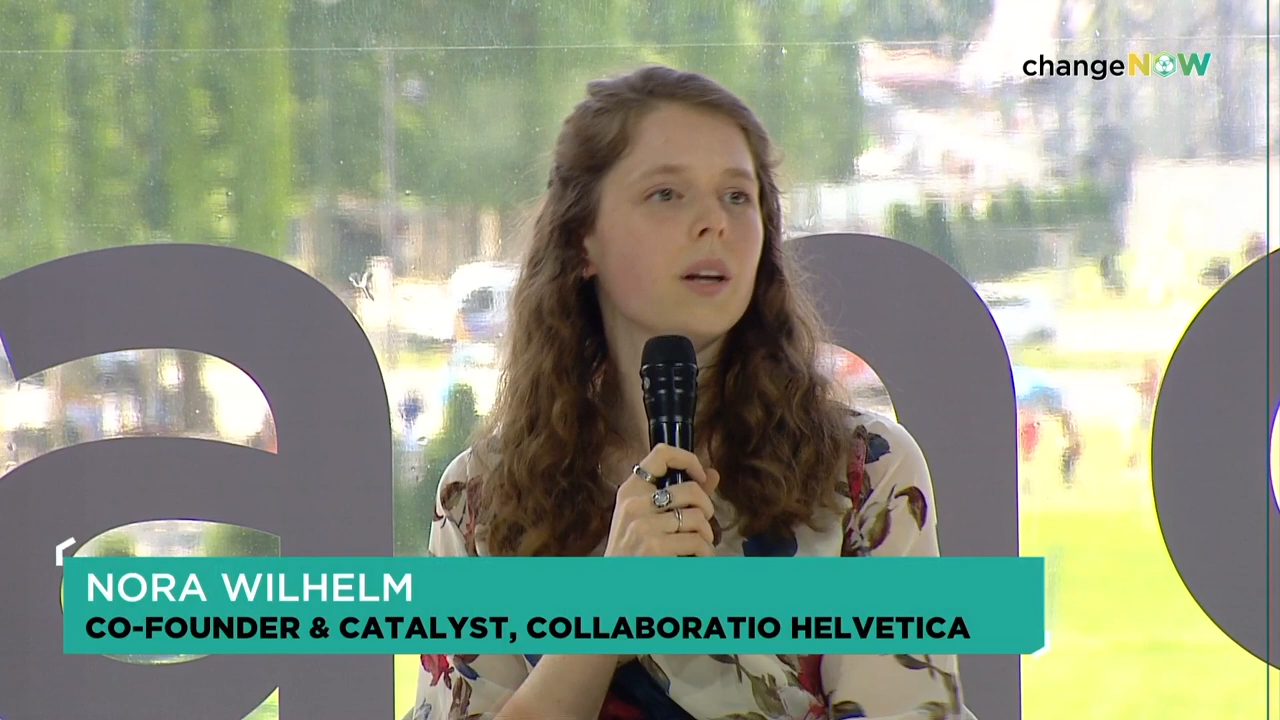 changeNOW
NORA WILHELM
CO-FOUNDER & CATALYST, COLLABORATIO HELVETICA